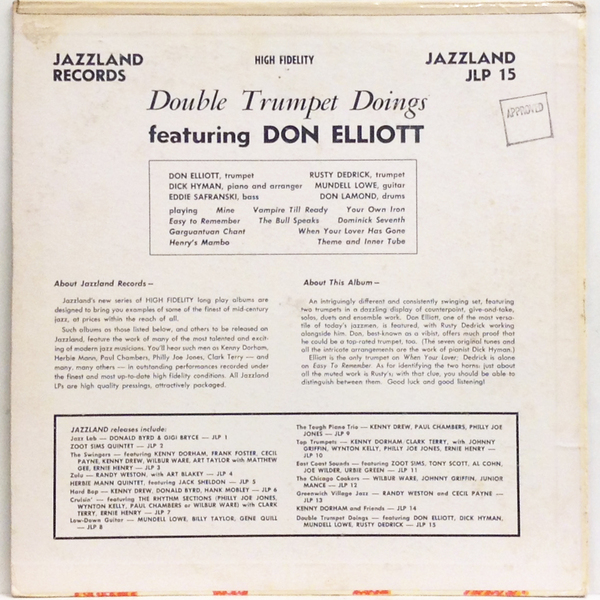 JAZZLAND HIGH FIDELITY JAZZLAND
RECORDS JLP 15
Double Trumpet Doings
APPROVED
featuring DON ELLIOTT
DON ELLIOTT, trumpet RUSTY DEDRICK, trumpet
DICK HYMAN, piano and arranger MUNDELL LOWE, guitar
EDDIE SAFRANSKI, bass DON LAMOND, drums
playing Mine Vampire Till Ready Your Own Iron
Easy to Remember The Bull Speaks Dominick Seventh
Garguantuan Chant When Your Lover Has Gone
Henry's Mambo Theme and Inner Tube
About Jazzland Records —
Jazzland's new series of HIGH FIDELITY long play albums are
designed to bring you examples of some of the finest of mid-century
jazz, at prices within the reach of all.
Such albums as those listed below, and others to be released on
Jazzland, feature the work of many of the most talented and excit-
ing of modern jazz musicians. You'll hear such men as Kenny Dorham,
Herbie Mann, Paul Chambers, Philly Joe Jones, Clark Terry — and
many, many others — in outstanding performances recorded under
the finest and most up-to-date high fidelity conditions. All Jazzland
LPs are high quality pressings, attractively packaged.
About This Album —
An intriguingly different and consistently swinging set, featuring
two trumpets in a dazzling display of counterpoint, give-and-take,
solos, duets and ensemble work. Don Elliott, one of the most versa-
tile of today's jazzmen, is featured, with Rusty Dedrick working
alongside him. Don, best-known as a vibist, offers much proof that
he could be a top-rated trumpet, too. (The seven original tunes and
all the intricate arrangements are the work of pianist Dick Hyman.)
Elliott is the only trumpet on When Your Lover; Dedrick is alone
on Easy To Remember. As for identifying the two horns: just about
all the muted work is Rusty's; with that clue, you should be able to
distinguish between them. Good luck and good listening!
JAZZLAND releases include:
Jazz Lab — DONALD BYRD & GIGI BRYCE — JLP 1
ZOOT SIMS QUINTET — JLP 2
The Swingers — featuring KENNY DORHAM, FRANK FOSTER, CECIL
PAYNE, KENNY DREW, WILBUR WARE, ART TAYLOR with MATTHEW
GEE, ERNIE HENRY — JLP 3
Zulu — RANDY WESTON, with ART BLAKEY — JLP 4
HERBIE MANN QUINTET, featuring JACK SHELDON — JLP 5
Hard Bop — KENNY DREW, DONALD BYRD, HANK MOBLEY — JLP 6
Cruisin' — featuring THE RHYTHM SECTIONS (PHILLY JOE JONES,
WYNTON KELLY, PAUL CHAMBERS or WILBUR WARE) with CLARK
TERRY, ERNIE HENRY — JLP 7
Low-Down Guitar — MUNDELL LOWE, BILLY TAYLOR, GENE QUILL
— JLP 8
The Tough Piano Trio — KENNY DREW, PAUL CHAMBERS, PHILLY JOE
JONES — JLP 9
Top Trumpets — KENNY DORHAM, CLARK TERRY, with JOHNNY
GRIFFIN, WYNTON KELLY, PHILLY JOE JONES, ERNIE HENRY —
JLP 10
East Coast Sounds — featuring ZOOT SIMS, TONY SCOTT, AL COHN,
JOE WILDER, URBIE GREEN — JLP 11
The Chicago Cookers — WILBUR WARE, JOHNNY GRIFFIN, JUNIOR
MANCE — JLP 12
Greenwich Village Jazz — RANDY WESTON and CECIL PAYNE —
JLP 13
KENNY DORHAM and Friends — JLP 14
Double Trumpet Doings — featuring DON ELLIOTT, DICK HYMAN,
MUNDELL LOWE, RUSTY DEDRICK — JLP 15